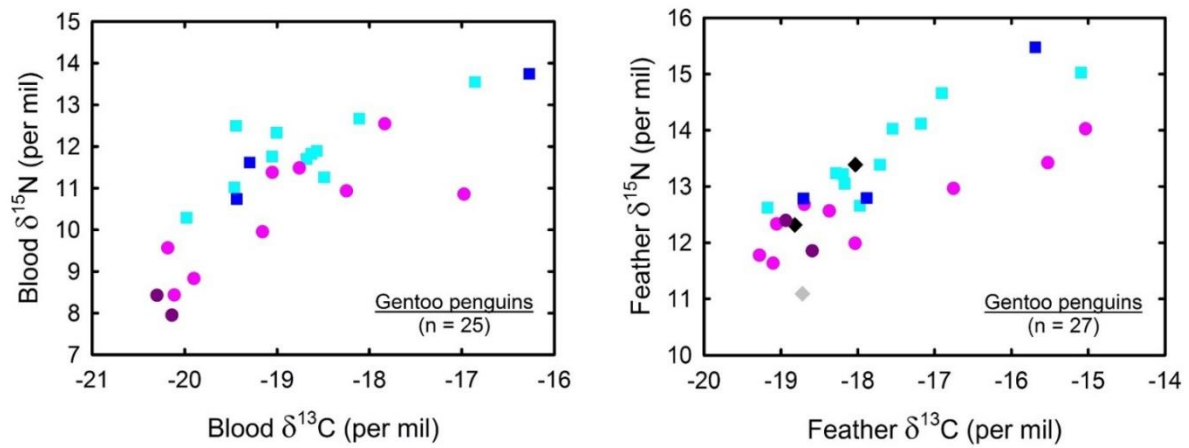 15
14
13
12
11
10
9
8
7
Blood δ¹⁵N (per mil)
-21 -20 -19 -18 -17 -16
Blood δ¹³C (per mil)
Gentoo penguins
(n = 25)
16
15
14
13
12
11
10
Feather δ¹⁵N (per mil)
-20 -19 -18 -17 -16 -15 -14
Feather δ¹³C (per mil)
Gentoo penguins
(n = 27)